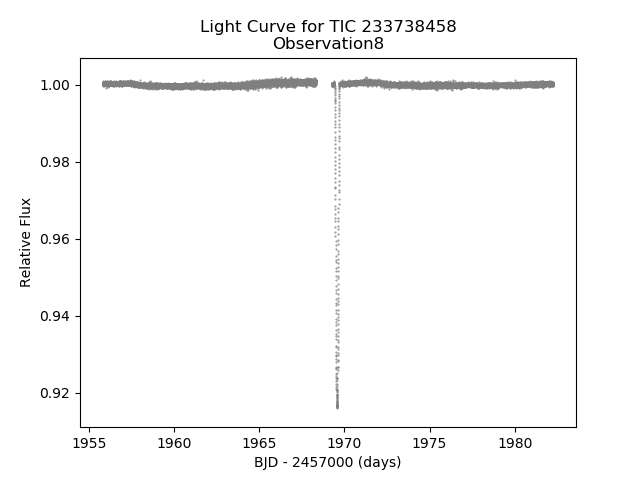 Light Curve for TIC 233738458
Observation8
1.00
0.98
0.96
0.94
0.92
Relative Flux
1955 1960 1965 1970 1975 1980
BJD - 2457000 (days)